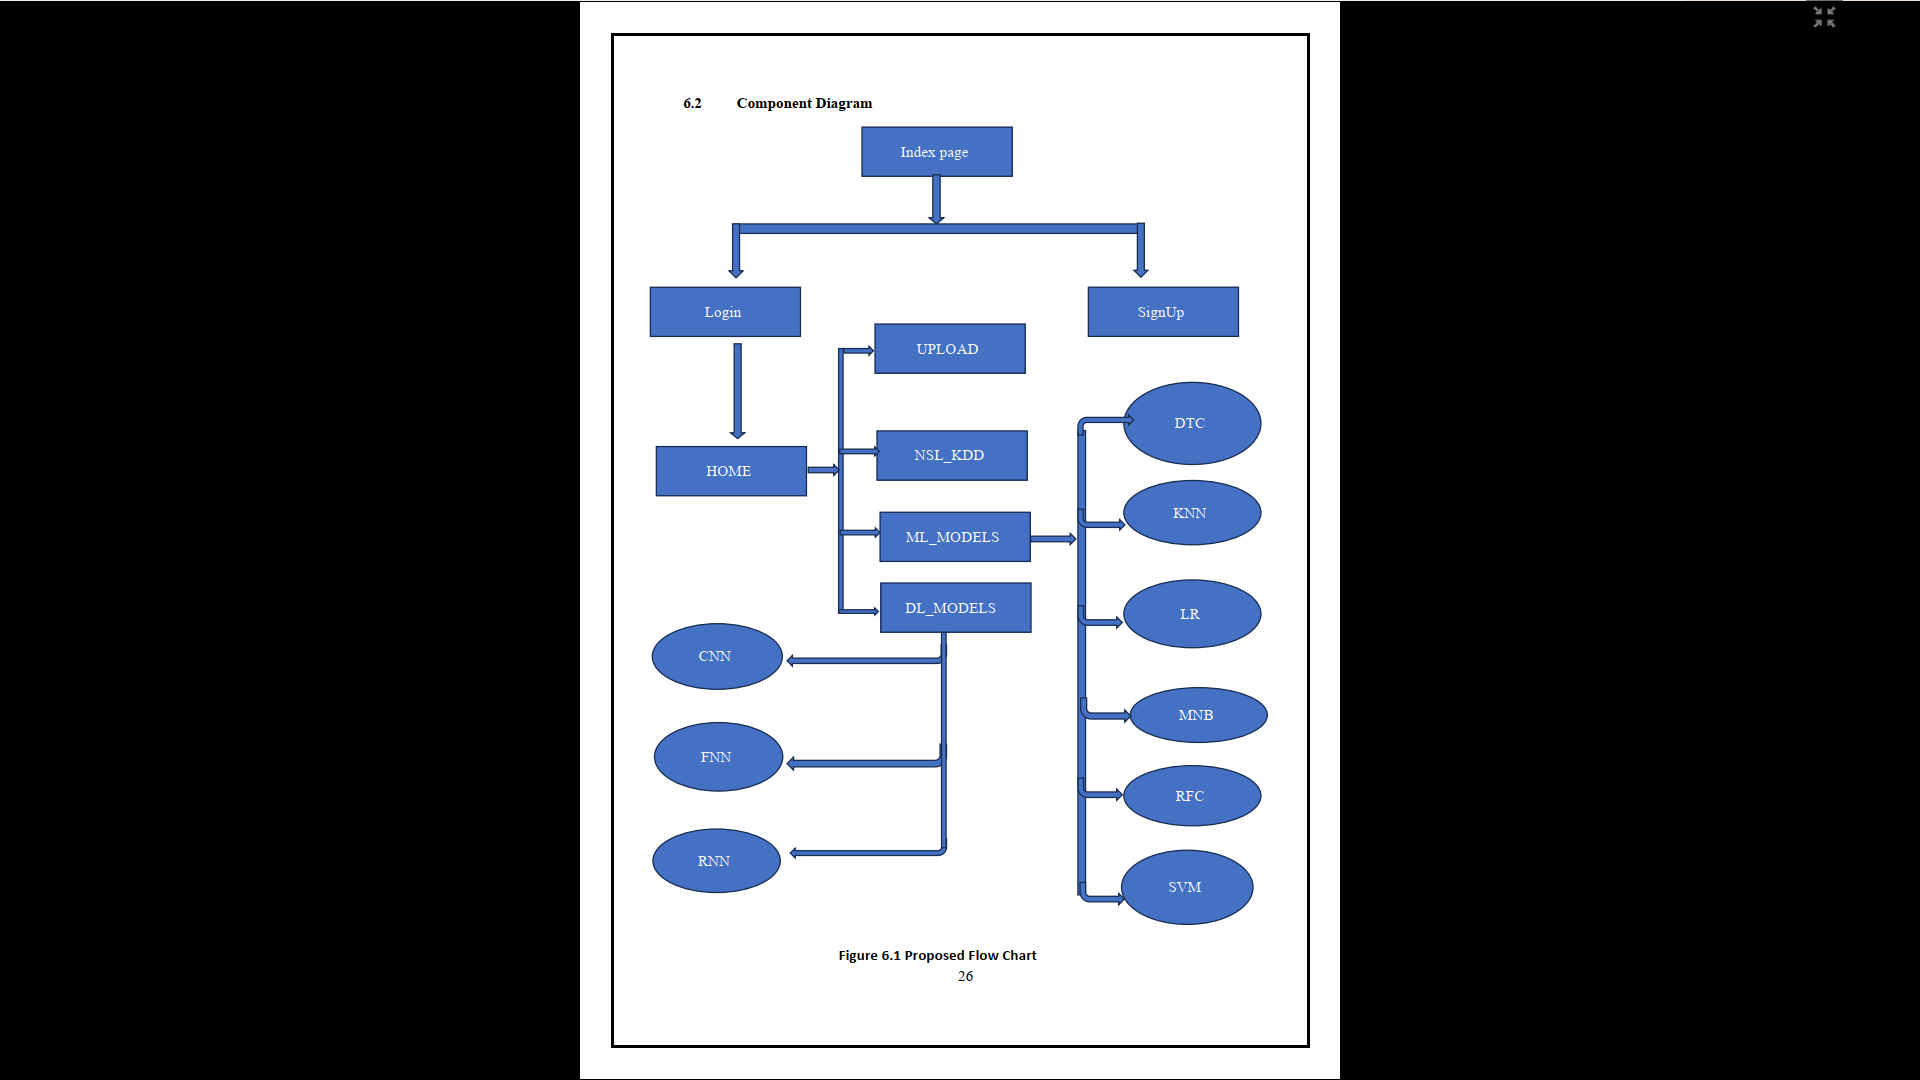 6.2 Component Diagram
Index page
Login
SignUp
UPLOAD
DTC
NSL_KDD
HOME
KNN
ML_MODELS
DL_MODELS
LR
CNN
MNB
FNN
RFC
RNN
SVM
Figure 6.1 Proposed Flow Chart
26